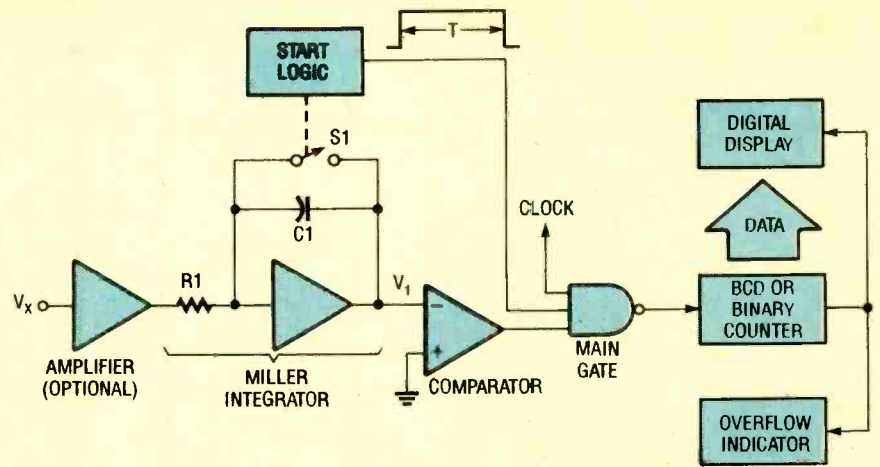 T
START
LOGIC
S1
C1
R1
Vx
V1
AMPLIFIER
(OPTIONAL)
MILLER
INTEGRATOR
−
+
COMPARATOR
CLOCK
MAIN
GATE
DIGITAL
DISPLAY
DATA
BCD OR
BINARY
COUNTER
OVERFLOW
INDICATOR